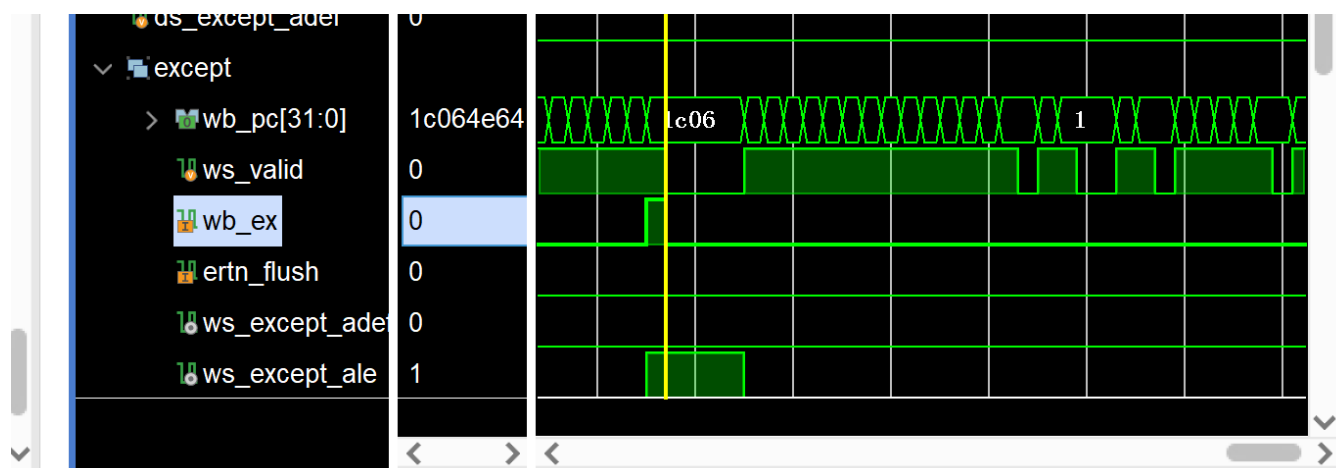 ds_except_adef 0
except
wb_pc[31:0] 1c064e64 1c06 1
ws_valid 0
wb_ex 0
ertn_flush 0
ws_except_adef 0
ws_except_ale 1